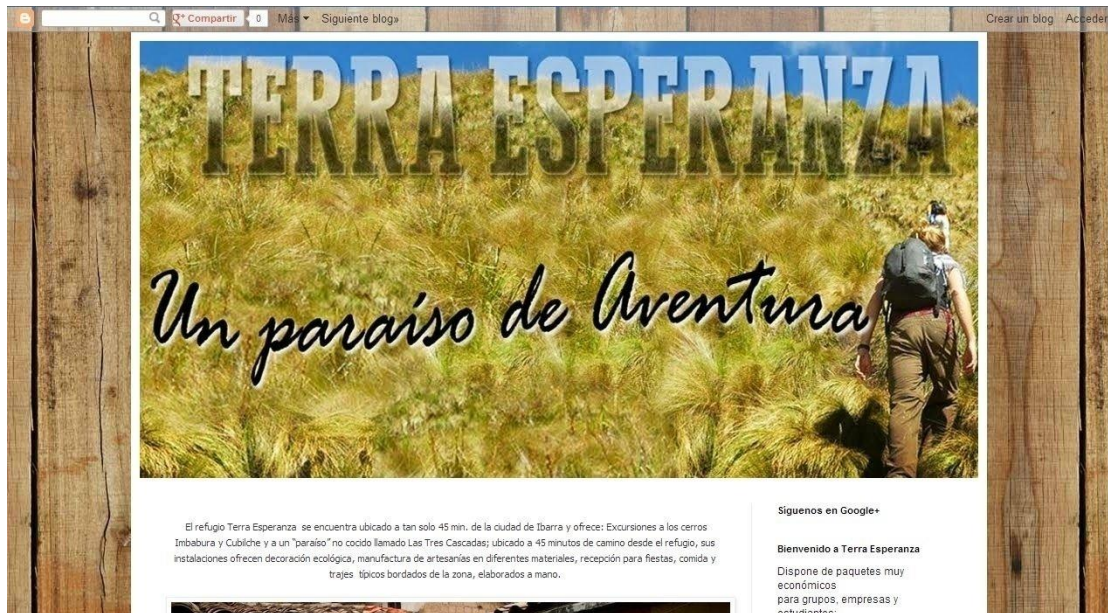 Compartir 0 Más Siguiente blog» Crear un blog Acceder
TERRA ESPERANZA
Un paraíso de Aventura
El refugio Terra Esperanza se encuentra ubicado a tan solo 45 min. de la ciudad de Ibarra y ofrece: Excursiones a los cerros
Imbabura y Cubilche y a un "paraíso" no cocido llamado Las Tres Cascadas; ubicado a 45 minutos de camino desde el refugio, sus
instalaciones ofrecen decoración ecológica, manufactura de artesanías en diferentes materiales, recepción para fiestas, comida y
trajes típicos bordados de la zona, elaborados a mano.
Siguenos en Google+
Bienvenido a Terra Esperanza
Dispone de paquetes muy
económicos
para grupos, empresas y
estudiantes: